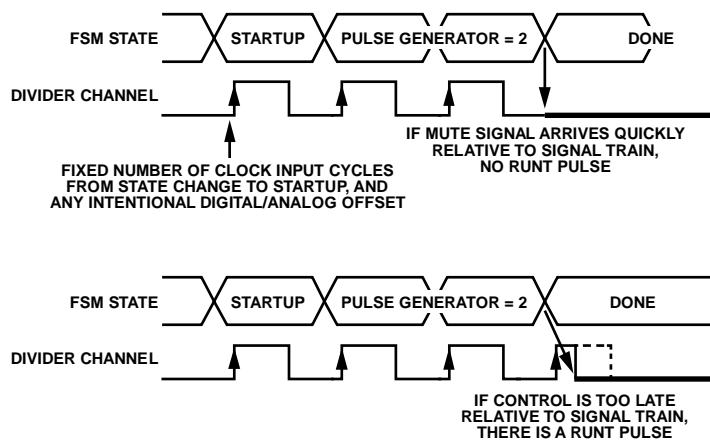 FSM STATE
STARTUP
PULSE GENERATOR = 2
DONE
DIVIDER CHANNEL
IF MUTE SIGNAL ARRIVES QUICKLY
RELATIVE TO SIGNAL TRAIN,
NO RUNT PULSE
FIXED NUMBER OF CLOCK INPUT CYCLES
FROM STATE CHANGE TO STARTUP, AND
ANY INTENTIONAL DIGITAL/ANALOG OFFSET
FSM STATE
STARTUP
PULSE GENERATOR = 2
DONE
DIVIDER CHANNEL
IF CONTROL IS TOO LATE
RELATIVE TO SIGNAL TRAIN,
THERE IS A RUNT PULSE